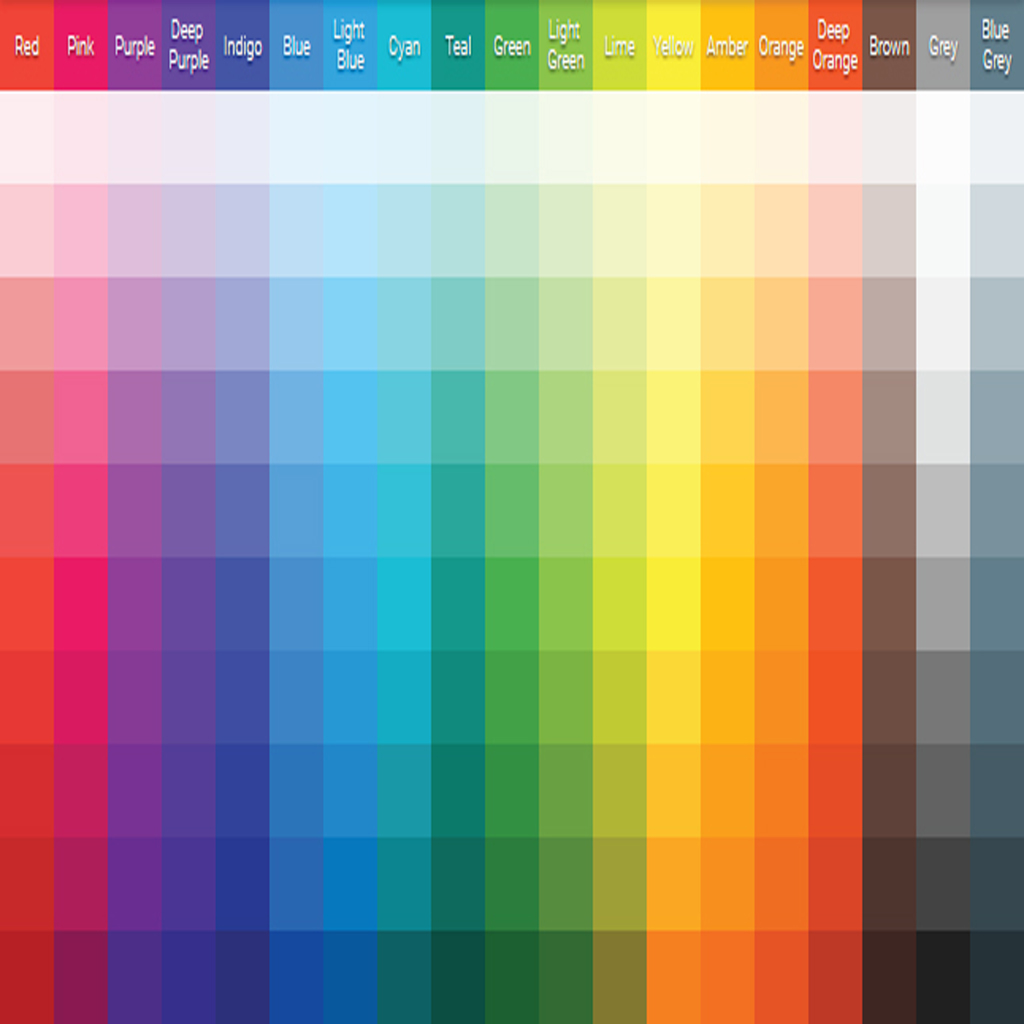 Red
Pink
Purple
Deep
Purple
Indigo
Blue
Light
Blue
Cyan
Teal
Green
Light
Green
Lime
Yellow
Amber
Orange
Deep
Orange
Brown
Grey
Blue
Grey